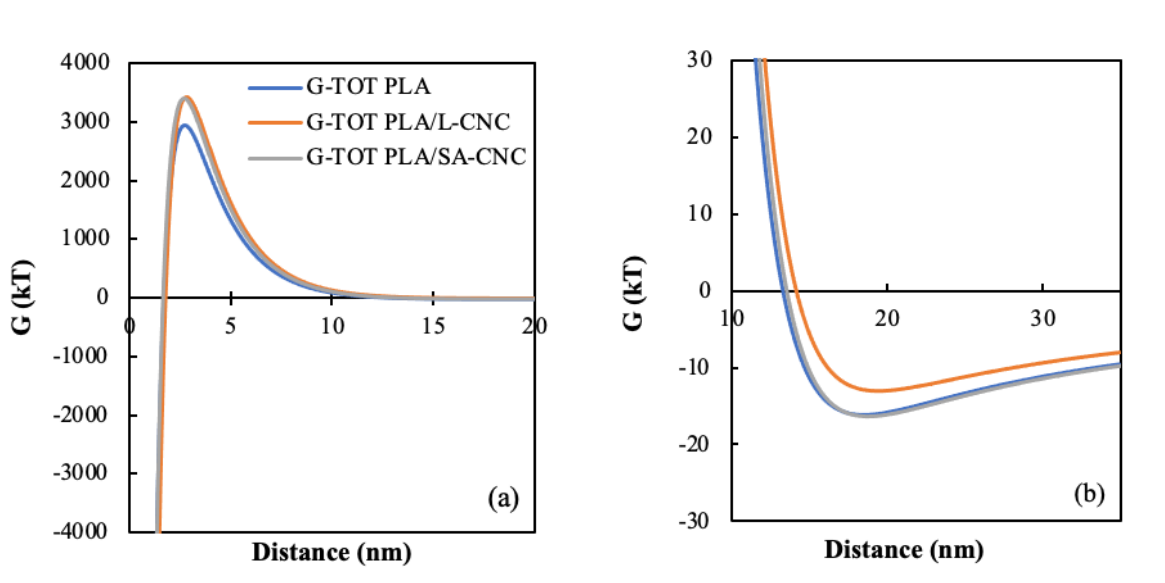 4000
3000
2000
1000
0
-1000
-2000
-3000
-4000
G (kT)
0 5 10 15 20
Distance (nm)
G-TOT PLA
G-TOT PLA/L-CNC
G-TOT PLA/SA-CNC
(a)
30
20
10
0
-10
-20
-30
G (kT)
10 20 30
Distance (nm)
(b)